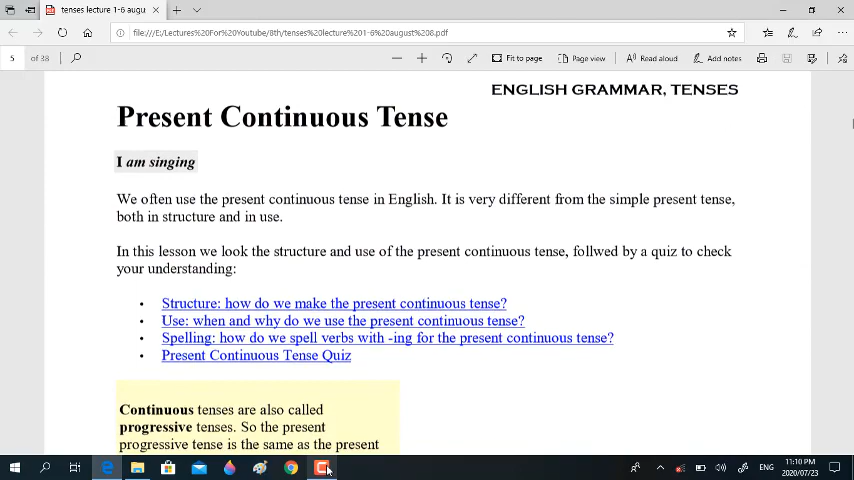 tenses lecture 1-6 augu
file:///E:/Lectures%20For%20Youtube/8th/tenses%20lecture%201-6%20august%208.pdf
5 of 38 Fit to page Page view Read aloud Add notes
ENGLISH GRAMMAR, TENSES
Present Continuous Tense
I am singing
We often use the present continuous tense in English. It is very different from the simple present tense,
both in structure and in use.
In this lesson we look the structure and use of the present continuous tense, follwed by a quiz to check
your understanding:
• Structure: how do we make the present continuous tense?
• Use: when and why do we use the present continuous tense?
• Spelling: how do we spell verbs with -ing for the present continuous tense?
• Present Continuous Tense Quiz
Continuous tenses are also called
progressive tenses. So the present
progressive tense is the same as the present
ENG
11:10 PM
2020/07/23